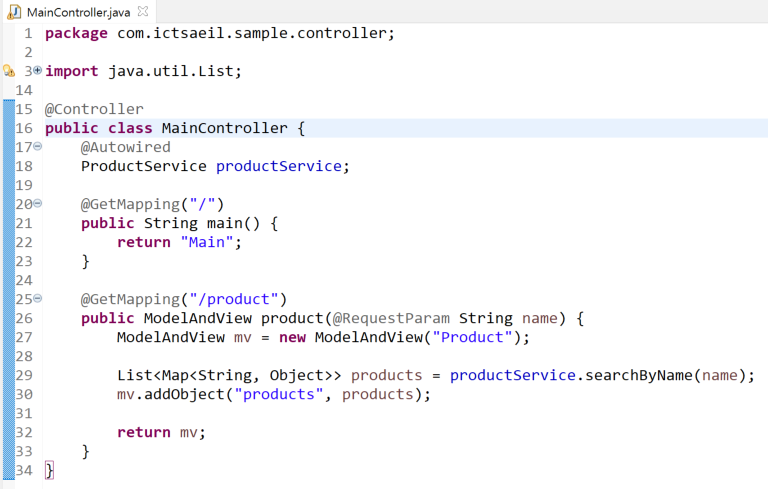 MainController.java
1 package com.ictsaeil.sample.controller;
2
3 import java.util.List;
14
15 @Controller
16 public class MainController {
17     @Autowired
18     ProductService productService;
19
20     @GetMapping("/")
21     public String main() {
22         return "Main";
23     }
24
25     @GetMapping("/product")
26     public ModelAndView product(@RequestParam String name) {
27         ModelAndView mv = new ModelAndView("Product");
28
29         List<Map<String, Object>> products = productService.searchByName(name);
30         mv.addObject("products", products);
31
32         return mv;
33     }
34 }